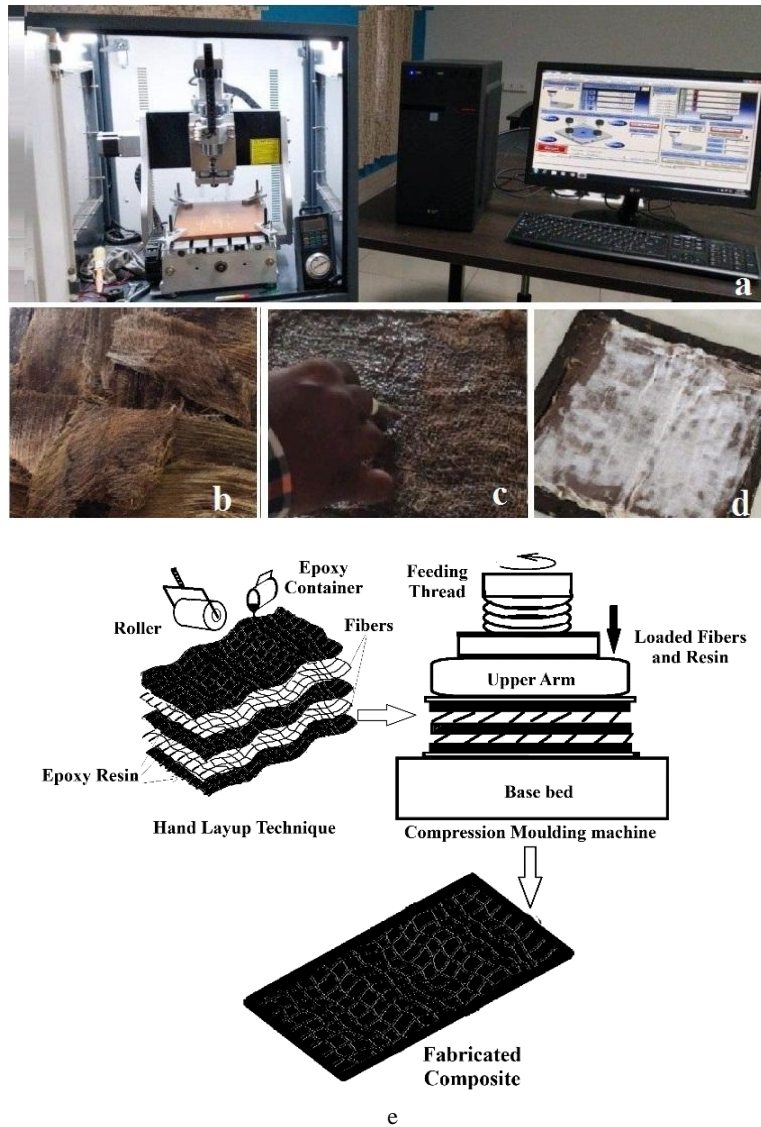 a
b
c
d
Epoxy
Container
Roller
Fibers
Epoxy Resin
Hand Layup Technique
Feeding
Thread
Loaded Fibers
and Resin
Upper Arm
Base bed
Compression Moulding machine
Fabricated
Composite
e